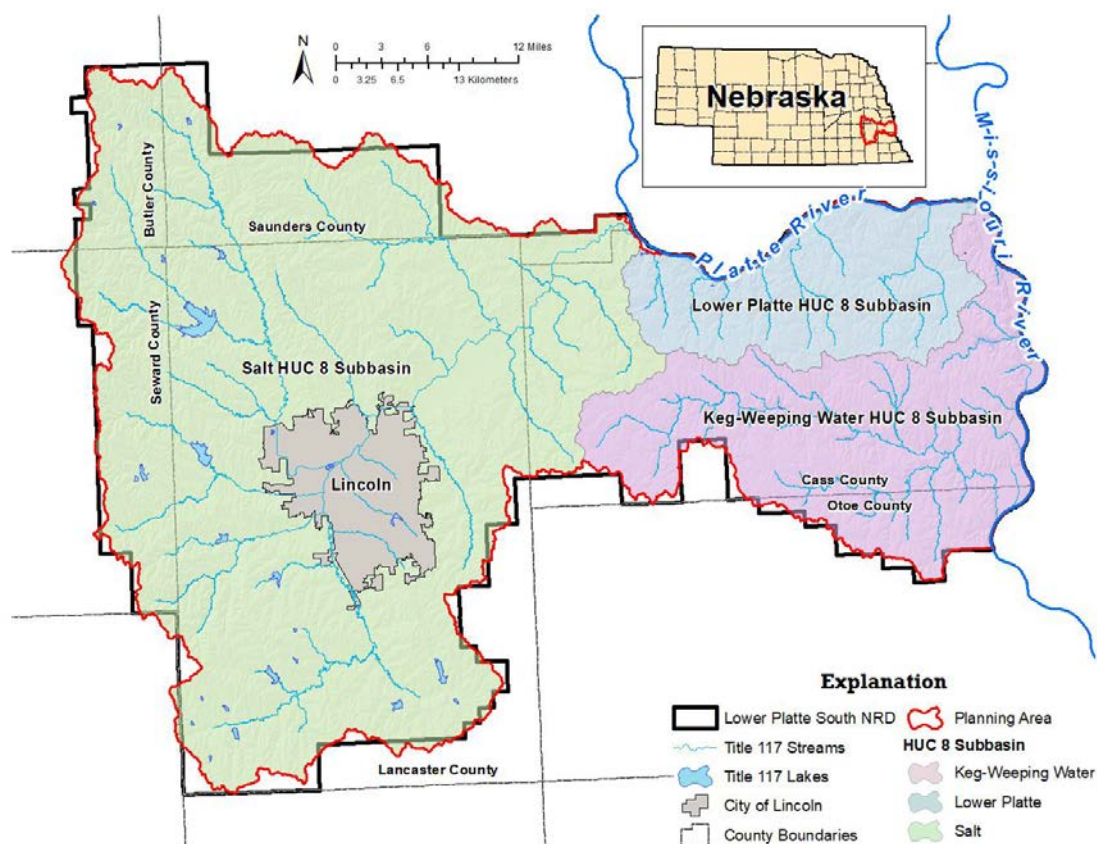 N
0 3 6 12 Miles
0 3.25 6.5 13 Kilometers
Nebraska
Missouri River
Platte River
Butler County
Saunders County
Seward County
Lower Platte HUC 8 Subbasin
Salt HUC 8 Subbasin
Keg-Weeping Water HUC 8 Subbasin
Lincoln
Cass County
Otoe County
Lancaster County
Explanation
Lower Platte South NRD
Title 117 Streams
Title 117 Lakes
City of Lincoln
County Boundaries
Planning Area
HUC 8 Subbasin
Keg-Weeping Water
Lower Platte
Salt